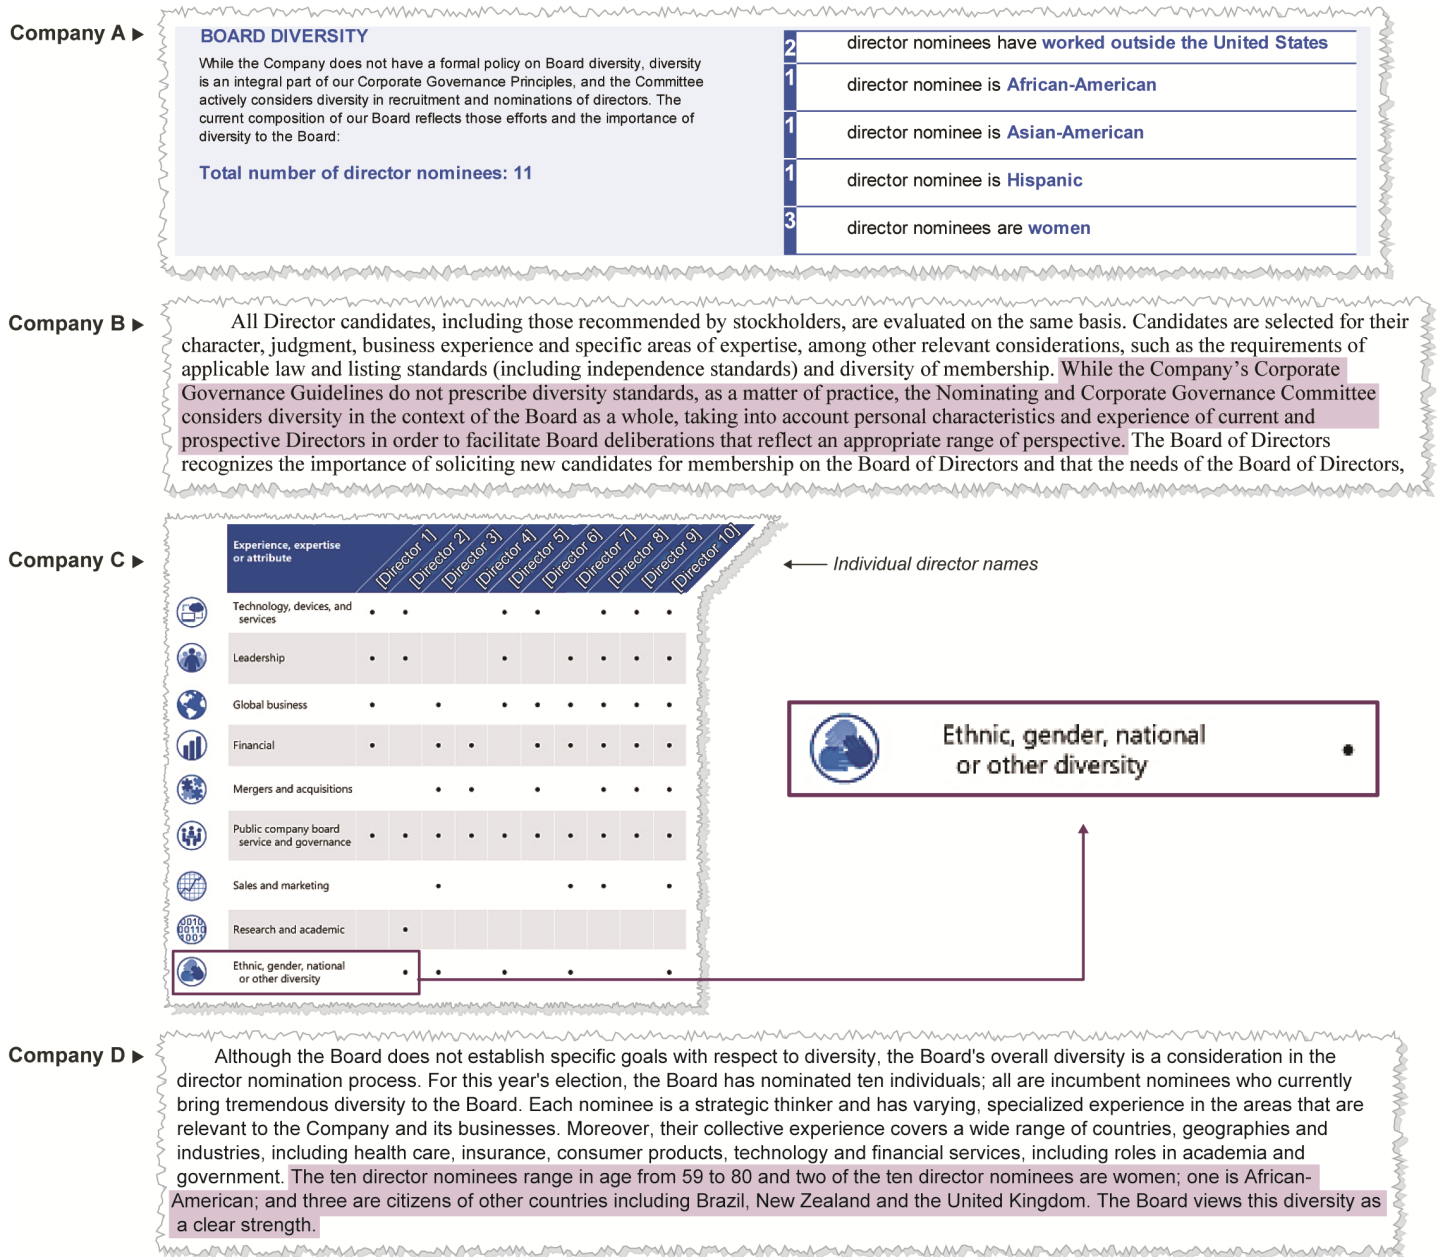 Company A
BOARD DIVERSITY
While the Company does not have a formal policy on Board diversity, diversity
is an integral part of our Corporate Governance Principles, and the Committee
actively considers diversity in recruitment and nominations of directors. The
current composition of our Board reflects those efforts and the importance of
diversity to the Board:
Total number of director nominees: 11
2 director nominees have worked outside the United States
1 director nominee is African-American
1 director nominee is Asian-American
1 director nominee is Hispanic
3 director nominees are women
Company B
All Director candidates, including those recommended by stockholders, are evaluated on the same basis. Candidates are selected for their
character, judgment, business experience and specific areas of expertise, among other relevant considerations, such as the requirements of
applicable law and listing standards (including independence standards) and diversity of membership. While the Company's Corporate
Governance Guidelines do not prescribe diversity standards, as a matter of practice, the Nominating and Corporate Governance Committee
considers diversity in the context of the Board as a whole, taking into account personal characteristics and experience of current and
prospective Directors in order to facilitate Board deliberations that reflect an appropriate range of perspective. The Board of Directors
recognizes the importance of soliciting new candidates for membership on the Board of Directors and that the needs of the Board of Directors,
Company C
Experience, expertise
or attribute
[Director 1]
[Director 2]
[Director 3]
[Director 4]
[Director 5]
[Director 6]
[Director 7]
[Director 8]
[Director 9]
[Director 10]
Individual director names
Technology, devices, and
services
Leadership
Global business
Financial
Mergers and acquisitions
Public company board
service and governance
Sales and marketing
0010
00110
1001
Research and academic
Ethnic, gender, national
or other diversity
Ethnic, gender, national
or other diversity
Company D
Although the Board does not establish specific goals with respect to diversity, the Board's overall diversity is a consideration in the
director nomination process. For this year's election, the Board has nominated ten individuals; all are incumbent nominees who currently
bring tremendous diversity to the Board. Each nominee is a strategic thinker and has varying, specialized experience in the areas that are
relevant to the Company and its businesses. Moreover, their collective experience covers a wide range of countries, geographies and
industries, including health care, insurance, consumer products, technology and financial services, including roles in academia and
government. The ten director nominees range in age from 59 to 80 and two of the ten director nominees are women; one is African-
American; and three are citizens of other countries including Brazil, New Zealand and the United Kingdom. The Board views this diversity as
a clear strength.